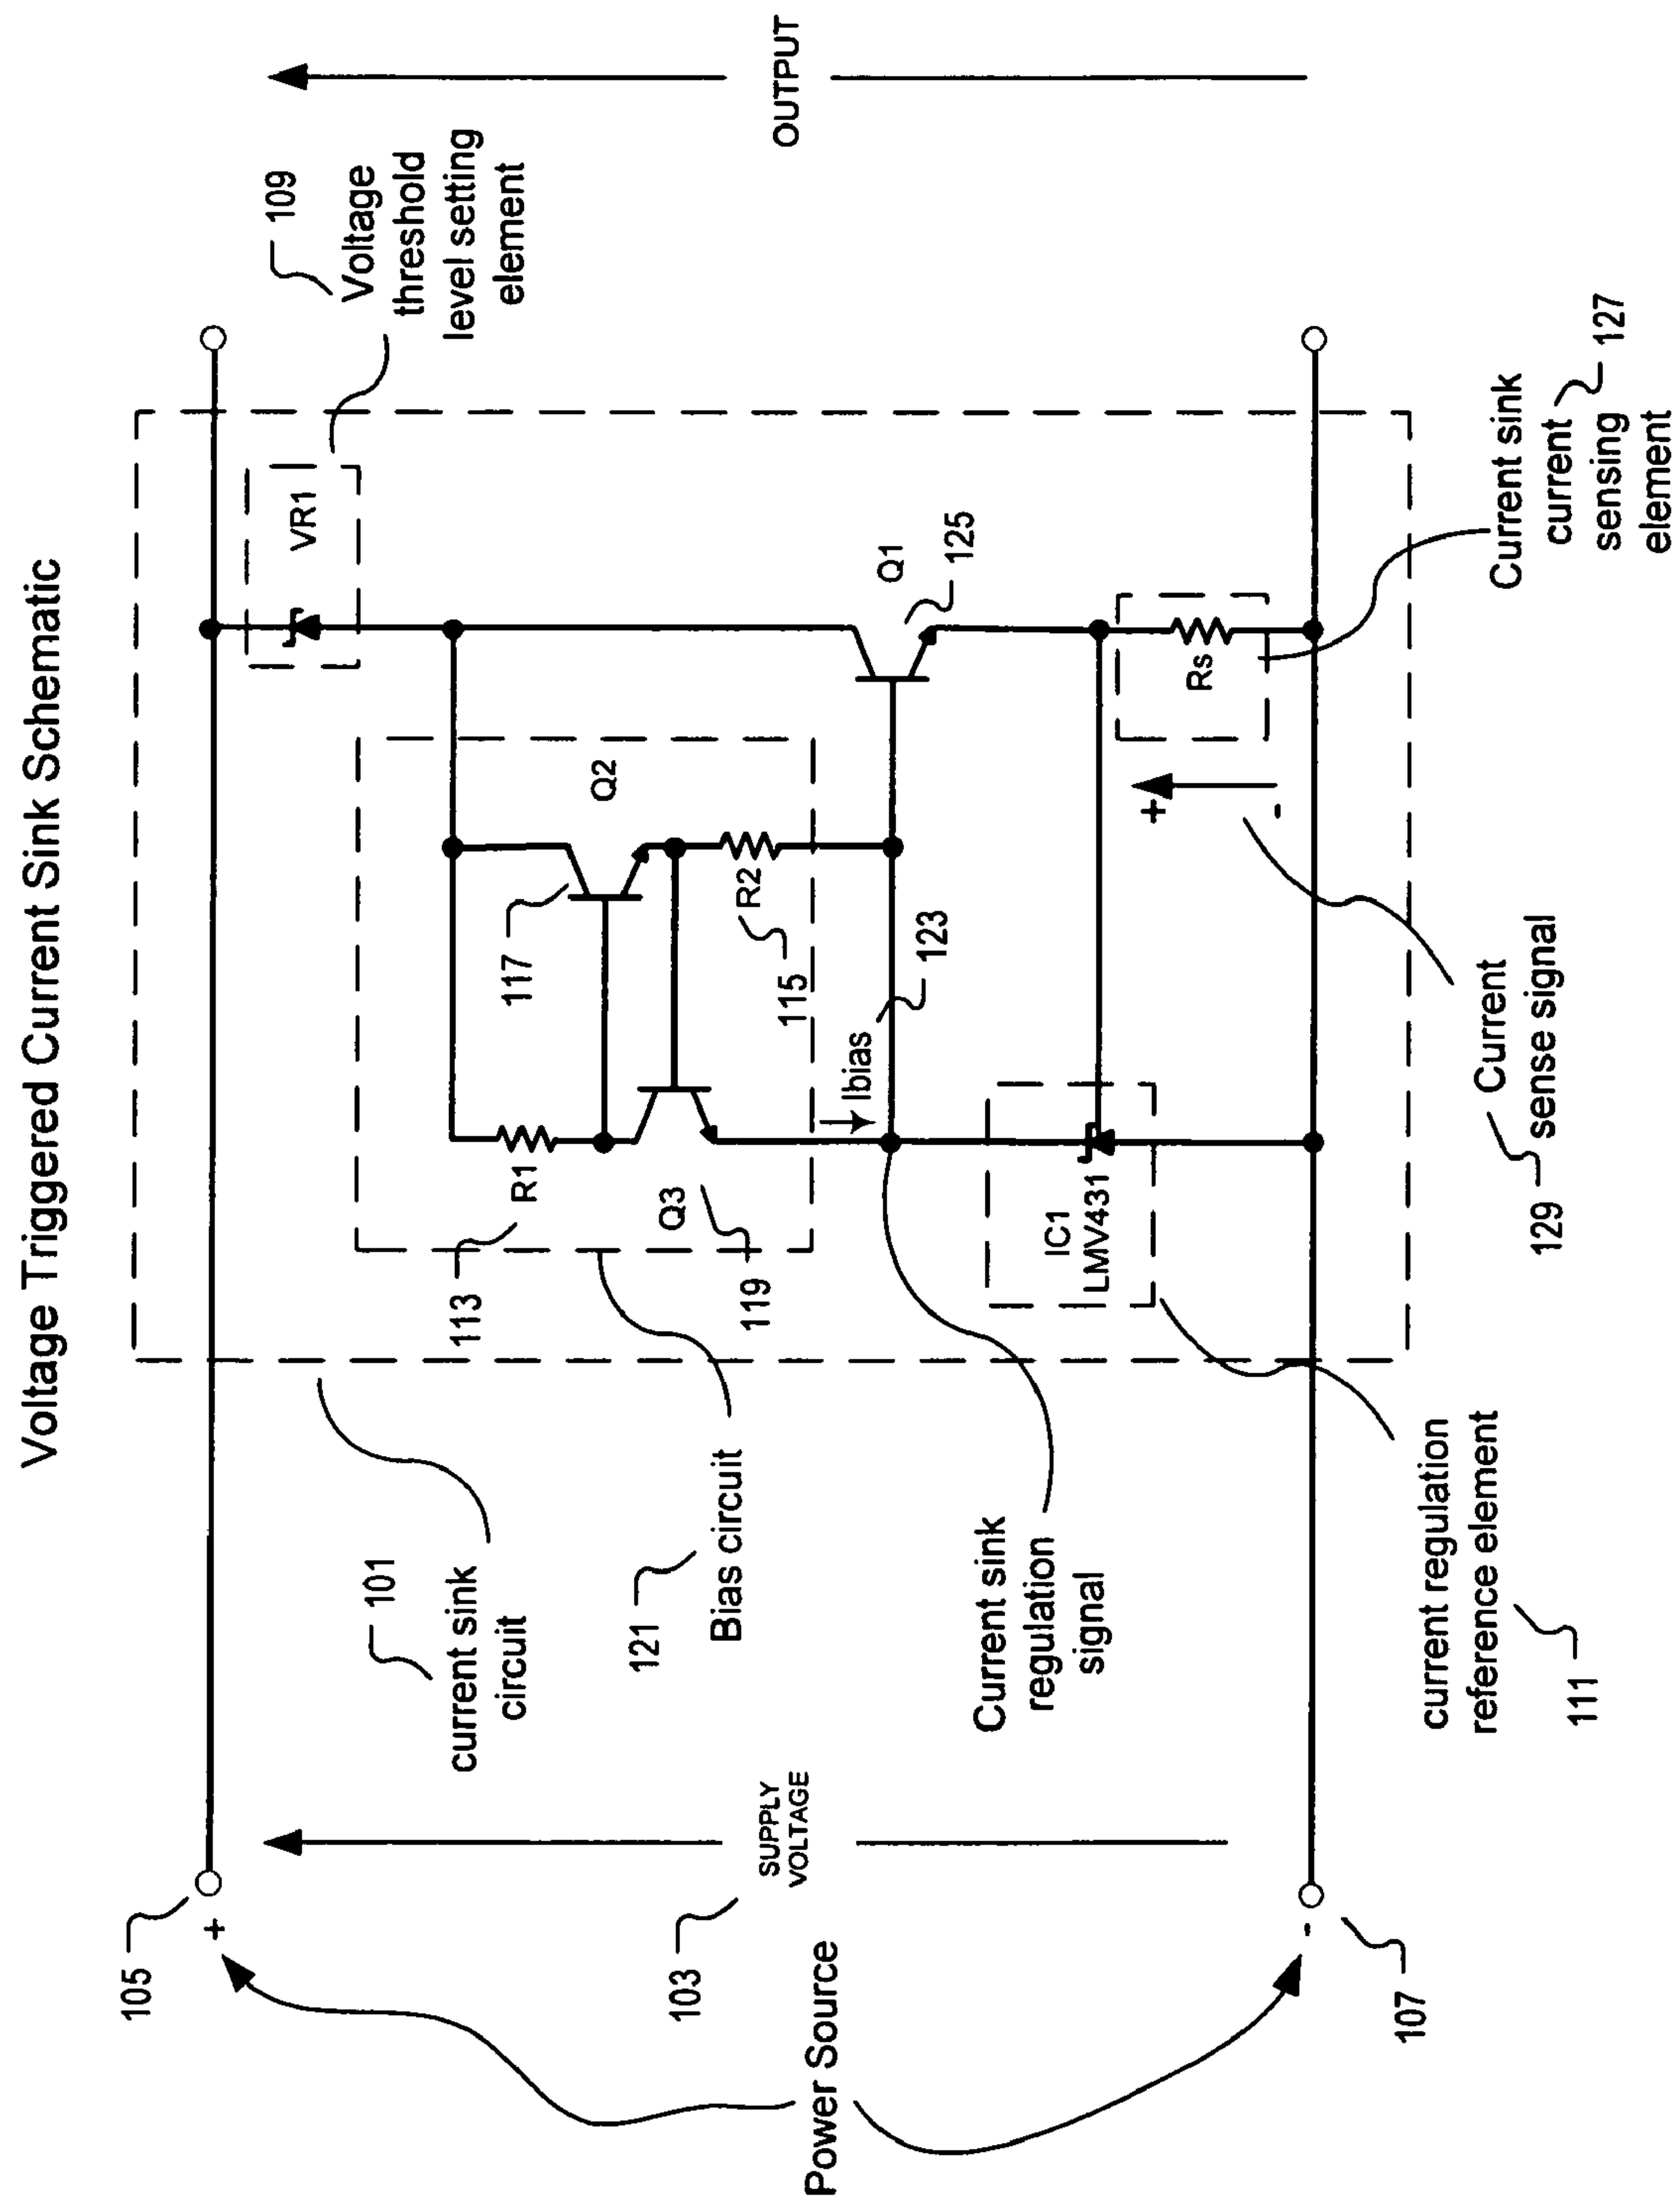 Voltage Triggered Current Sink Schematic
105
+
Power Source
103
SUPPLY
VOLTAGE
-
107
101
current sink
circuit
121
Bias circuit
Current sink
regulation
signal
current regulation
reference element
111
113
R1
Q3
119
117
Q2
R2
115
Ibias
123
IC1
LMV431
VR1
109
Voltage
threshold
level setting
element
Q1
125
Rs
+
-
Current
129 sense signal
Current sink
current 127
sensing
element
OUTPUT